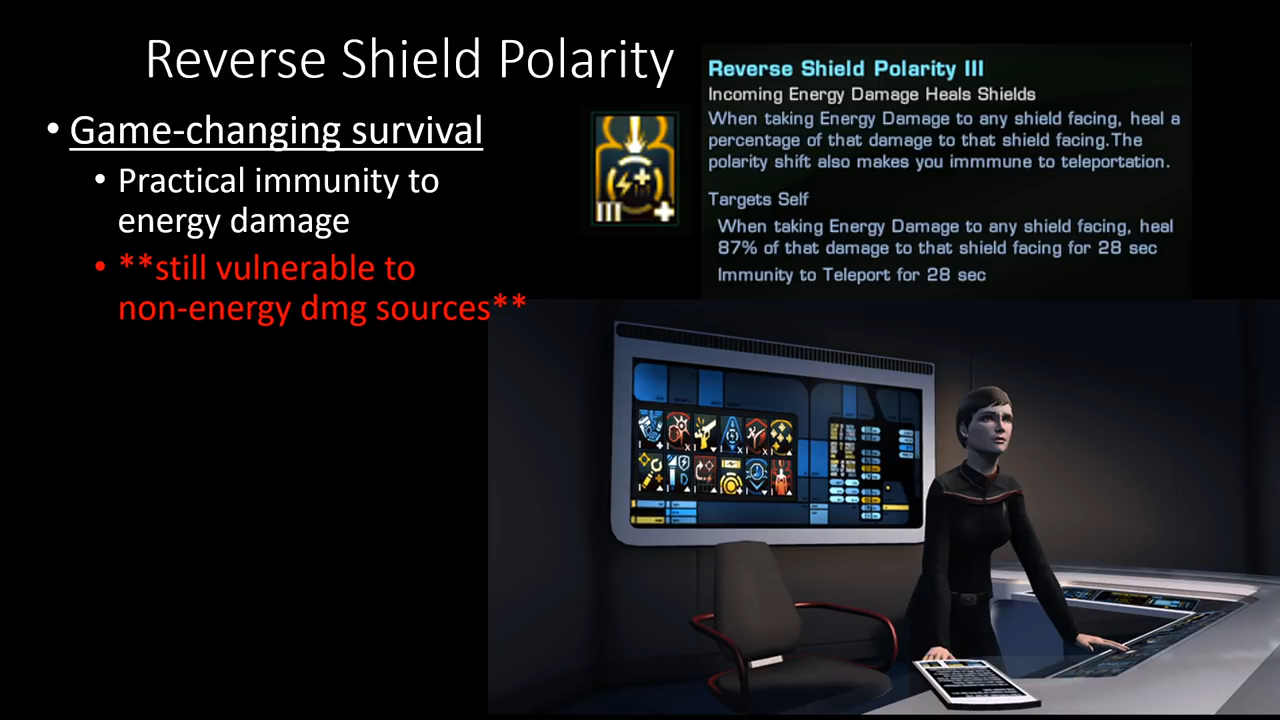 Reverse Shield Polarity
• Game-changing survival
• Practical immunity to
energy damage
• **still vulnerable to
non-energy dmg sources**
Reverse Shield Polarity III
Incoming Energy Damage Heals Shields
When taking Energy Damage to any shield facing, heal a
percentage of that damage to that shield facing.The
polarity shift also makes you immmune to teleportation.
Targets Self
When taking Energy Damage to any shield facing, heal
87% of that damage to that shield facing for 28 sec
Immunity to Teleport for 28 sec
III